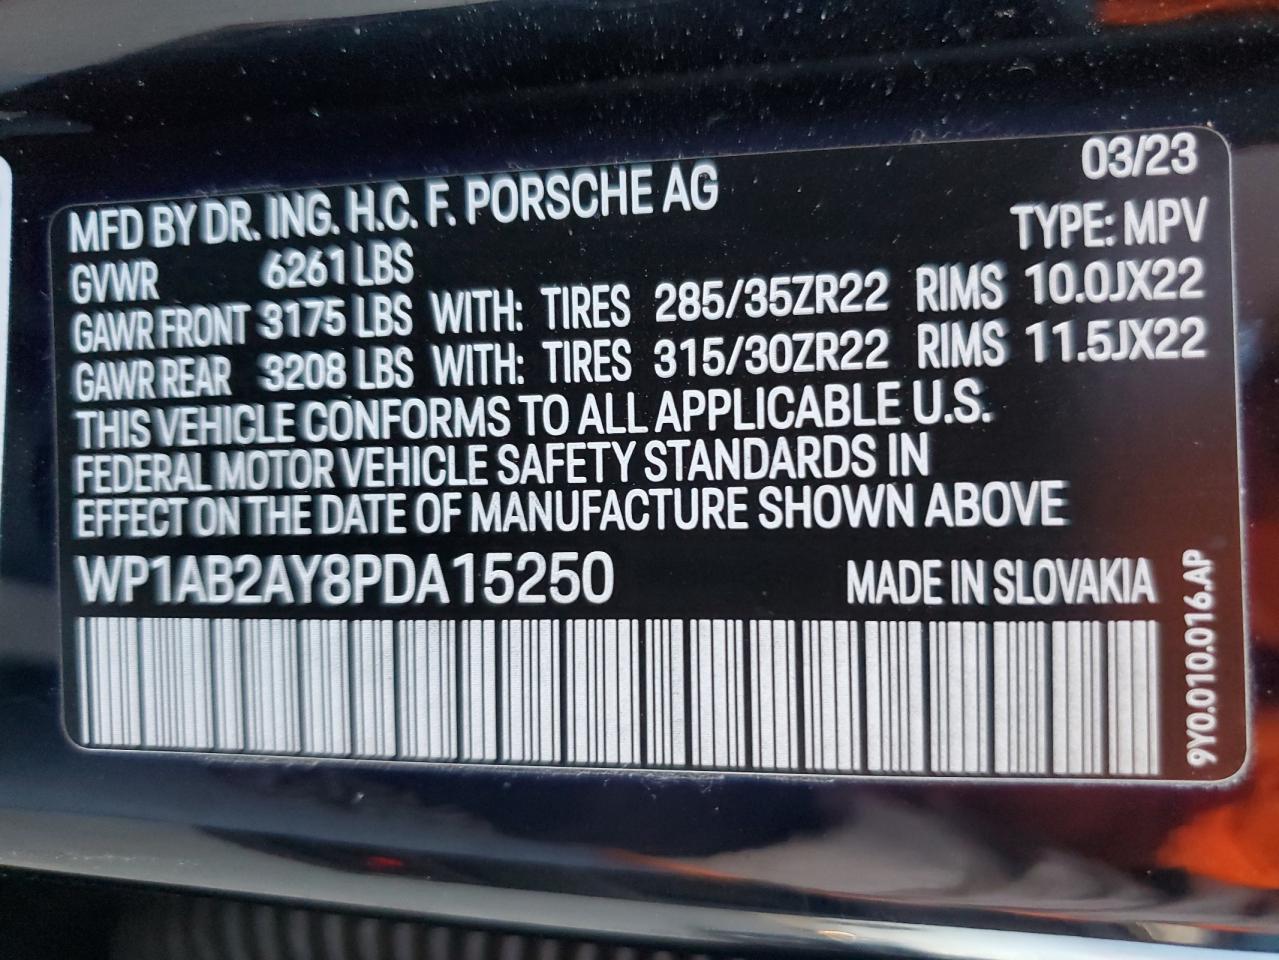 03/23
MFD BY DR. ING. H.C. F. PORSCHE AG
TYPE: MPV
GVWR 6261 LBS
GAWR FRONT 3175 LBS WITH: TIRES 285/35ZR22 RIMS 10.0JX22
GAWR REAR 3208 LBS WITH: TIRES 315/30ZR22 RIMS 11.5JX22
THIS VEHICLE CONFORMS TO ALL APPLICABLE U.S.
FEDERAL MOTOR VEHICLE SAFETY STANDARDS IN
EFFECT ON THE DATE OF MANUFACTURE SHOWN ABOVE
WP1AB2AY8PDA15250 MADE IN SLOVAKIA
9Y0.010.016.AP